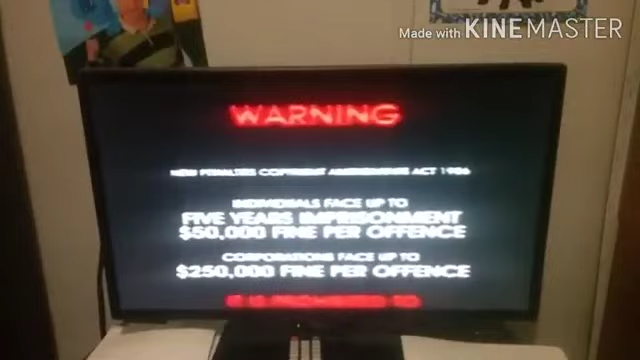 Made with KINEMASTER
WARNING
NEW PENALTIES COPYRIGHT AMENDMENTS ACT 1986
INDIVIDUALS FACE UP TO
FIVE YEARS IMPRISONMENT
$50,000 FINE PER OFFENCE
CORPORATIONS FACE UP TO
$250,000 FINE PER OFFENCE
IT IS PROHIBITED TO